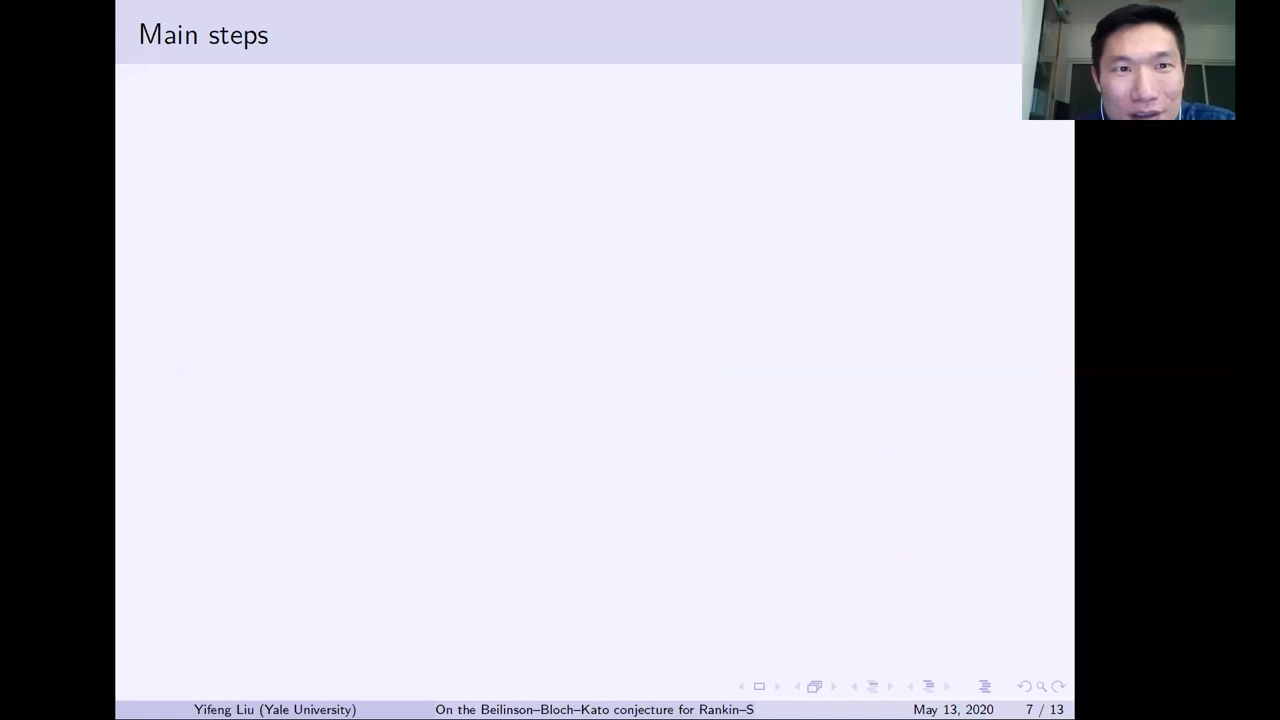 Main steps
Yifeng Liu (Yale University) On the Beilinson–Bloch–Kato conjecture for Rankin–S May 13, 2020 7 / 13